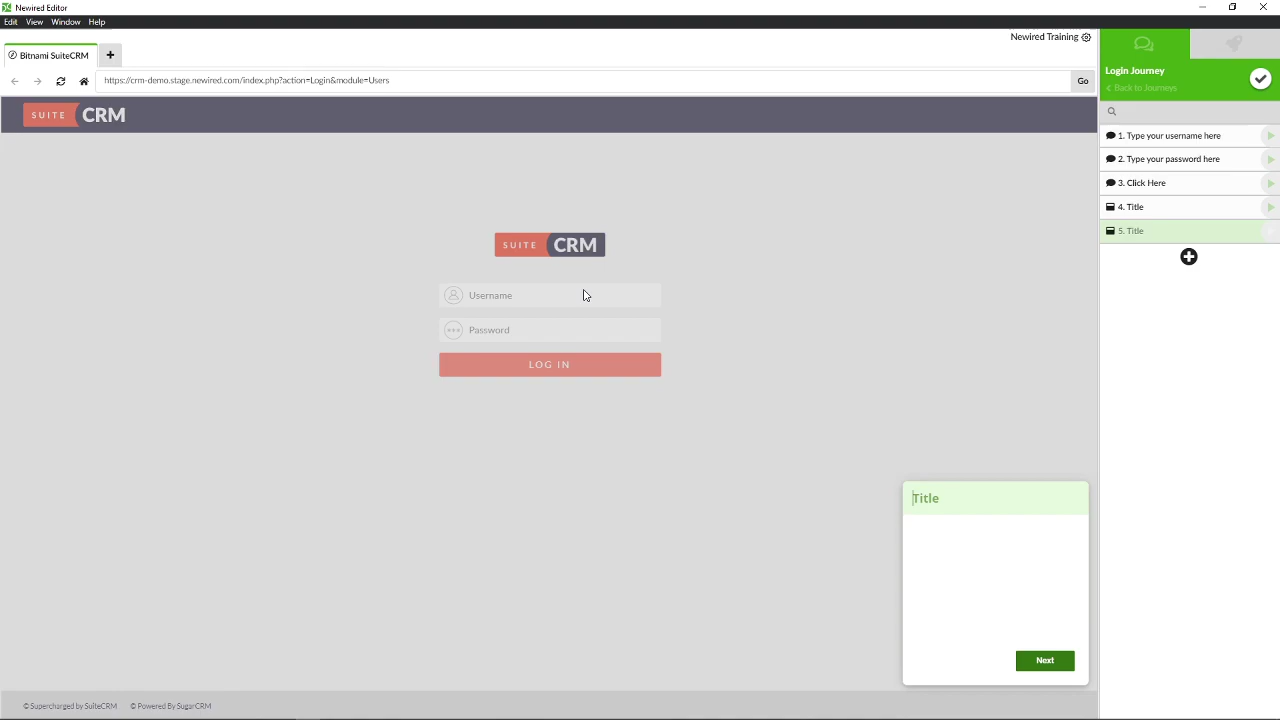 Newired Editor
Edit View Window Help
Newired Training
Bitnami SuiteCRM
https://crm-demo.stage.newired.com/index.php?action=Login&module=Users
Go
SUITE CRM
SUITE CRM
Username
Password
LOG IN
Title
Next
© Supercharged by SuiteCRM © Powered By SugarCRM
Login Journey
Back to Journeys
1. Type your username here
2. Type your password here
3. Click Here
4. Title
5. Title